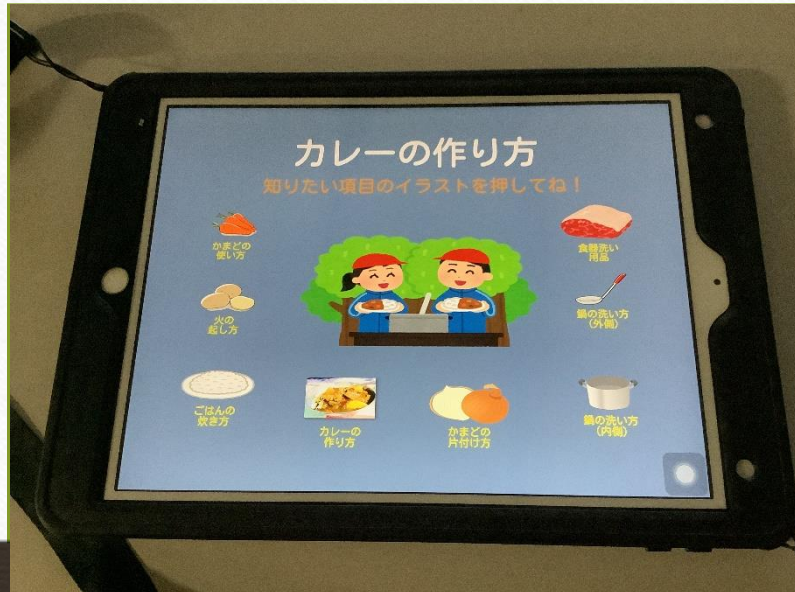 カレーの作り方
知りたい項目のイラストを押してね！
かまどの
使い方
火の
起し方
ごはんの
炊き方
カレーの
作り方
かまどの
片付け方
食器洗い
用品
鍋の洗い方
（外側）
鍋の洗い方
（内側）